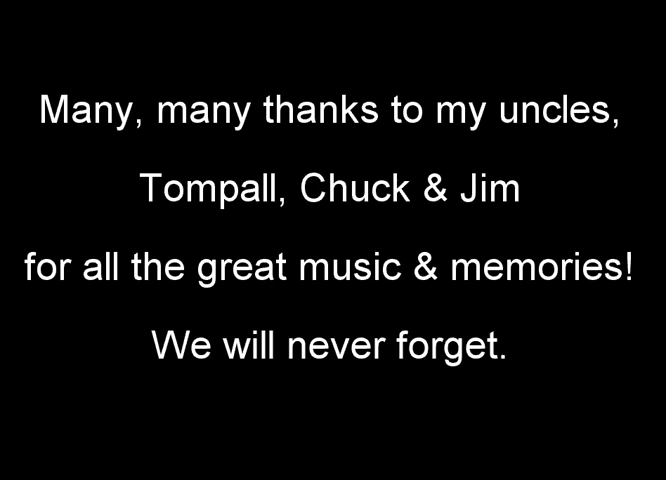 Many, many thanks to my uncles,
Tompall, Chuck & Jim
for all the great music & memories!
We will never forget.